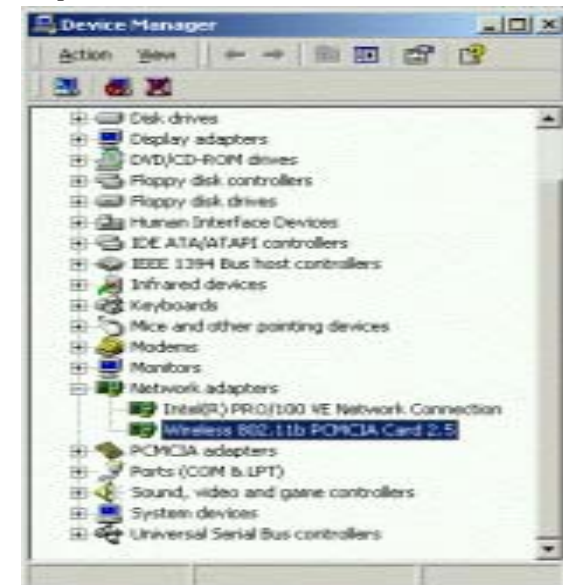 Device Manager
Action View
Disk drives
Display adapters
DVD/CD-ROM drives
Floppy disk controllers
Floppy disk drives
Human Interface Devices
IDE ATA/ATAPI controllers
IEEE 1394 Bus host controllers
Infrared devices
Keyboards
Mice and other pointing devices
Modems
Monitors
Network adapters
Intel(R) PRO/100 VE Network Connection
Wireless 802.11b PCMCIA Card 2.5
PCMCIA adapters
Ports (COM & LPT)
Sound, video and game controllers
System devices
Universal Serial Bus controllers